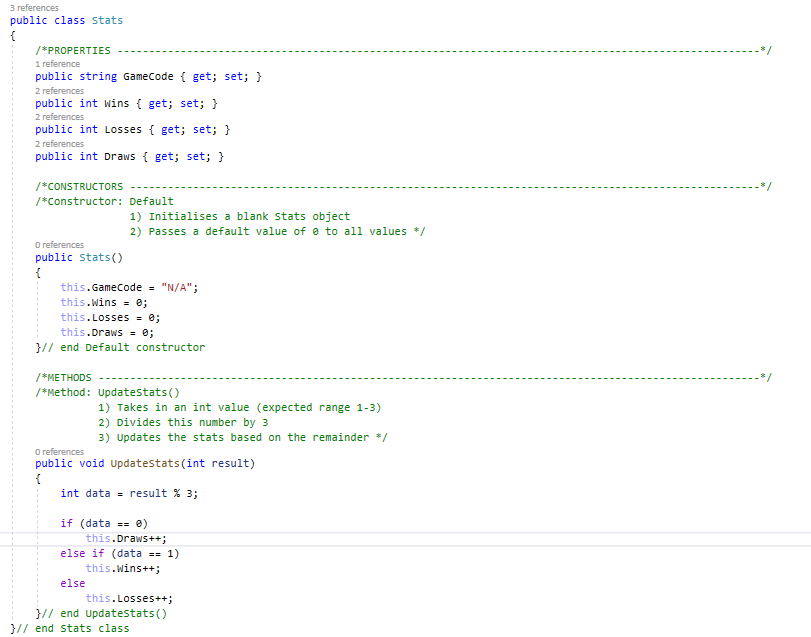 3 references
public class Stats
{
/*PROPERTIES ------------------------------------------------------------------------------------------------------*/
1 reference
public string GameCode { get; set; }
2 references
public int Wins { get; set; }
2 references
public int Losses { get; set; }
2 references
public int Draws { get; set; }
/*CONSTRUCTORS ----------------------------------------------------------------------------------------------------*/
/*Constructor: Default
1) Initialises a blank Stats object
2) Passes a default value of 0 to all values */
0 references
public Stats()
{
this.GameCode = "N/A";
this.Wins = 0;
this.Losses = 0;
this.Draws = 0;
}// end Default constructor
/*METHODS ---------------------------------------------------------------------------------------------------------*/
/*Method: UpdateStats()
1) Takes in an int value (expected range 1-3)
2) Divides this number by 3
3) Updates the stats based on the remainder */
0 references
public void UpdateStats(int result)
{
int data = result % 3;
if (data == 0)
this.Draws++;
else if (data == 1)
this.Wins++;
else
this.Losses++;
}// end UpdateStats()
}// end Stats class